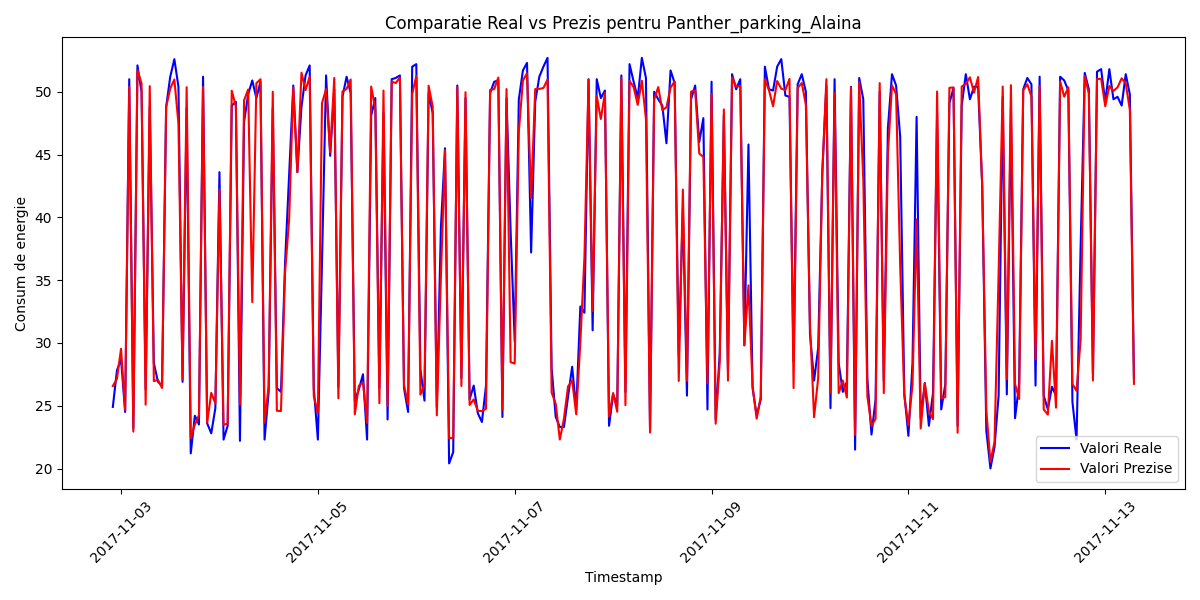 Comparatie Real vs Prezis pentru Panther_parking_Alaina
Consum de energie
50
45
40
35
30
25
20
Valori Reale
Valori Prezise
2017-11-03
2017-11-05
2017-11-07
2017-11-09
2017-11-11
2017-11-13
Timestamp